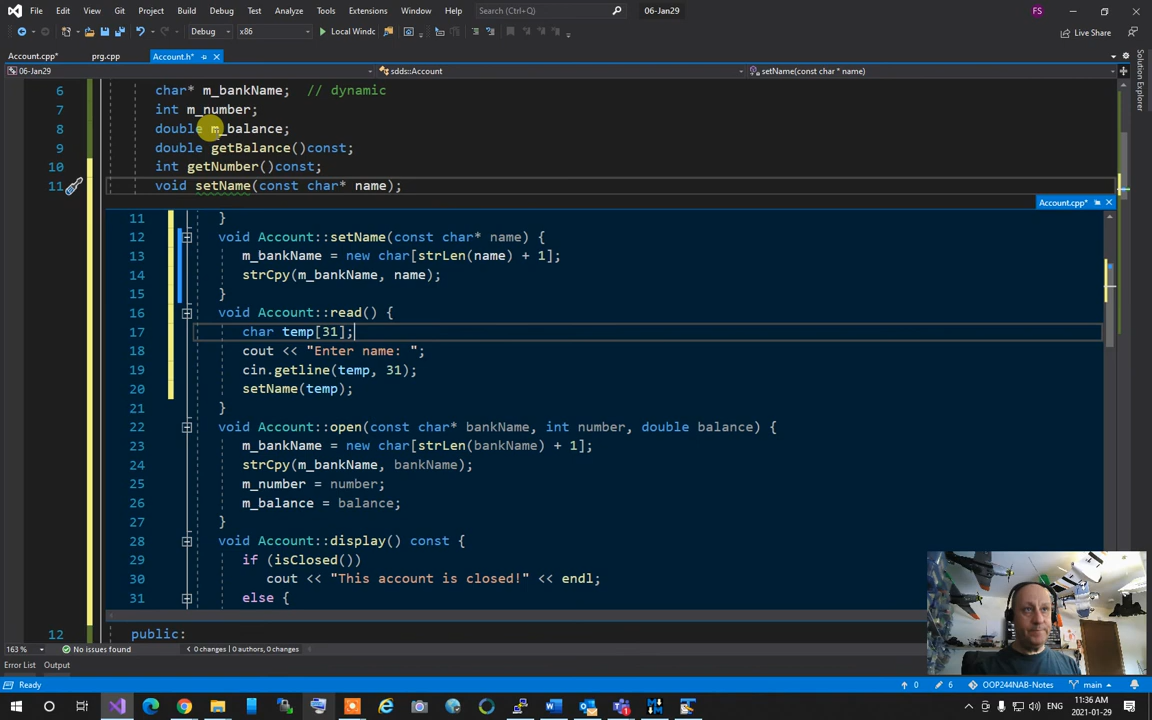 File Edit View Git Project Build Debug Test Analyze Tools Extensions Window Help Search (Ctrl+Q) 06-Jan29 FS
Debug x86 Local Windc Live Share
Account.cpp* prg.cpp Account.h*
06-Jan29 sdds::Account setName(const char* name)
Solution Explorer
6 char* m_bankName; // dynamic
7 int m_number;
8 double m_balance;
9 double getBalance()const;
10 int getNumber()const;
11 void setName(const char* name);
Account.cpp*
11 }
12 void Account::setName(const char* name) {
13 m_bankName = new char[strLen(name) + 1];
14 strCpy(m_bankName, name);
15 }
16 void Account::read() {
17 char temp[31];
18 cout << "Enter name: ";
19 cin.getline(temp, 31);
20 setName(temp);
21 }
22 void Account::open(const char* bankName, int number, double balance) {
23 m_bankName = new char[strLen(bankName) + 1];
24 strCpy(m_bankName, bankName);
25 m_number = number;
26 m_balance = balance;
27 }
28 void Account::display() const {
29 if (isClosed())
30 cout << "This account is closed!" << endl;
31 else {
12 public:
163 % No issues found 0 changes | 0 authors, 0 changes
Error List Output
Ready 0 6 OOP244NAB-Notes main
ENG 11:36 AM 2021-01-29